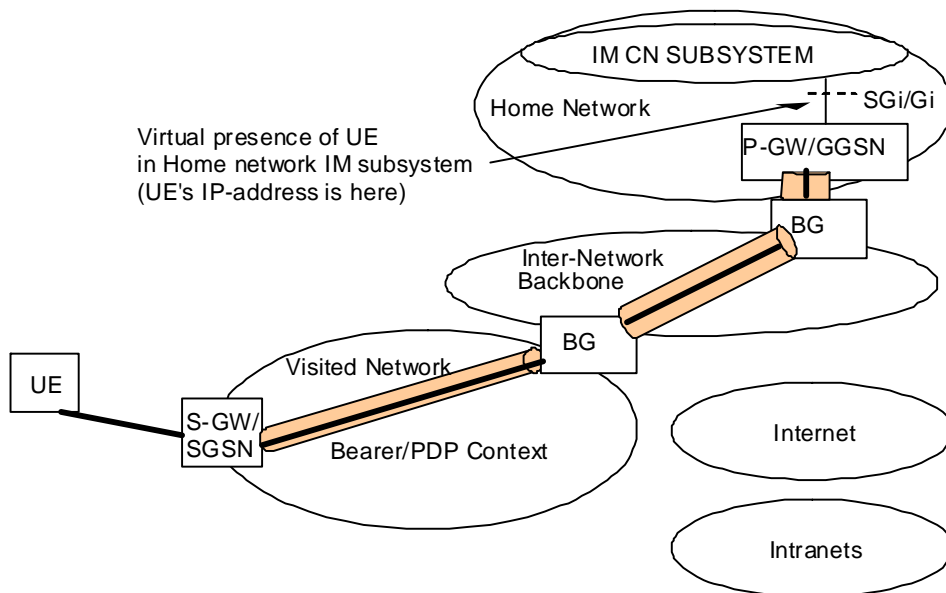 IM CN SUBSYSTEM
Home Network
SGi/Gi
Virtual presence of UE
in Home network IM subsystem
(UE's IP-address is here)
P-GW/GGSN
BG
Inter-Network
Backbone
BG
Visited Network
UE
S-GW/
SGSN
Bearer/PDP Context
Internet
Intranets